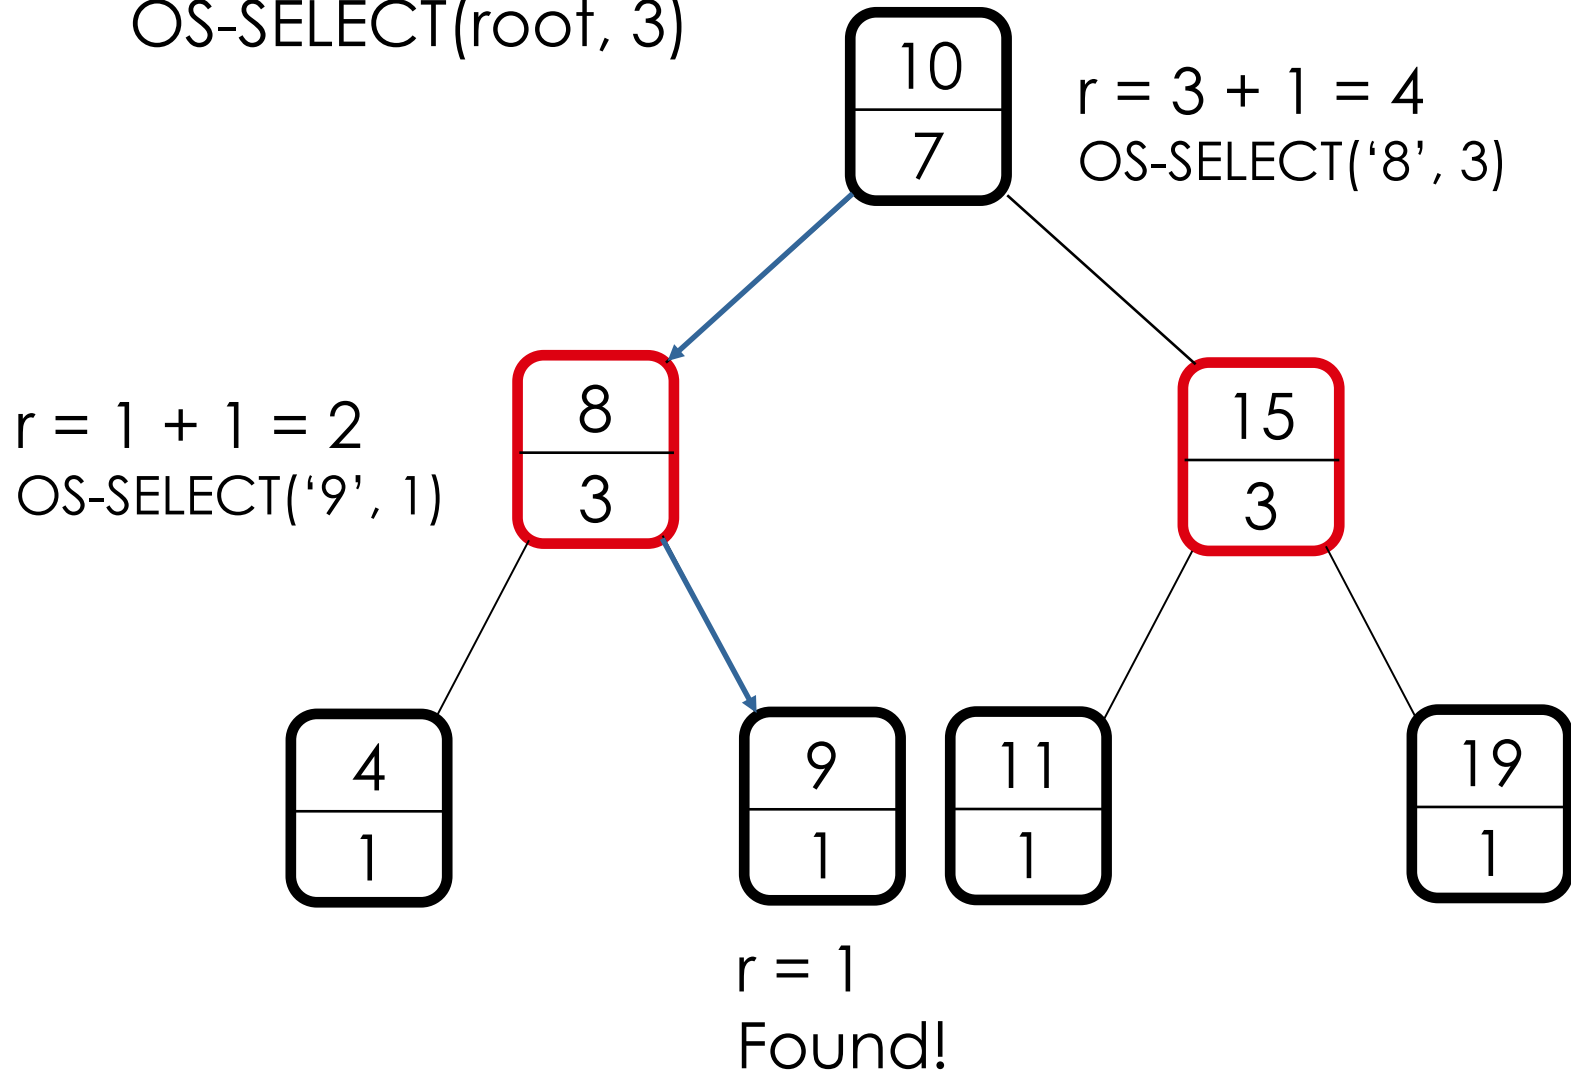 OS-SELECT(root, 3)
10
7
r = 3 + 1 = 4
OS-SELECT(‘8’, 3)
8
3
15
3
r = 1 + 1 = 2
OS-SELECT(‘9’, 1)
4
1
9
1
11
1
19
1
r = 1
Found!